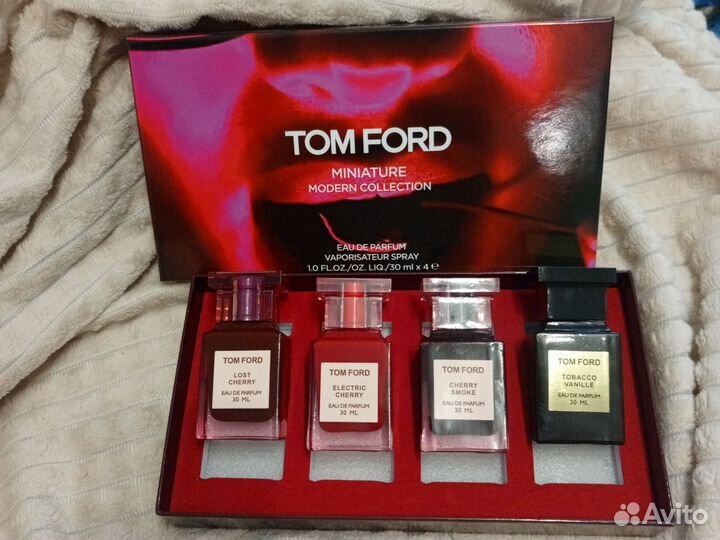 TOM FORD
MINIATURE
MODERN COLLECTION
EAU DE PARFUM
VAPORISATEUR SPRAY
1.0 FL.OZ./OZ. LIQ./30 ml x 4 ℮
TOM FORD
LOST
CHERRY
EAU DE PARFUM
30 ML
TOM FORD
ELECTRIC
CHERRY
EAU DE PARFUM
30 ML
TOM FORD
CHERRY
SMOKE
EAU DE PARFUM
30 ML
TOM FORD
TOBACCO
VANILLE
EAU DE PARFUM
30 ML
Avito